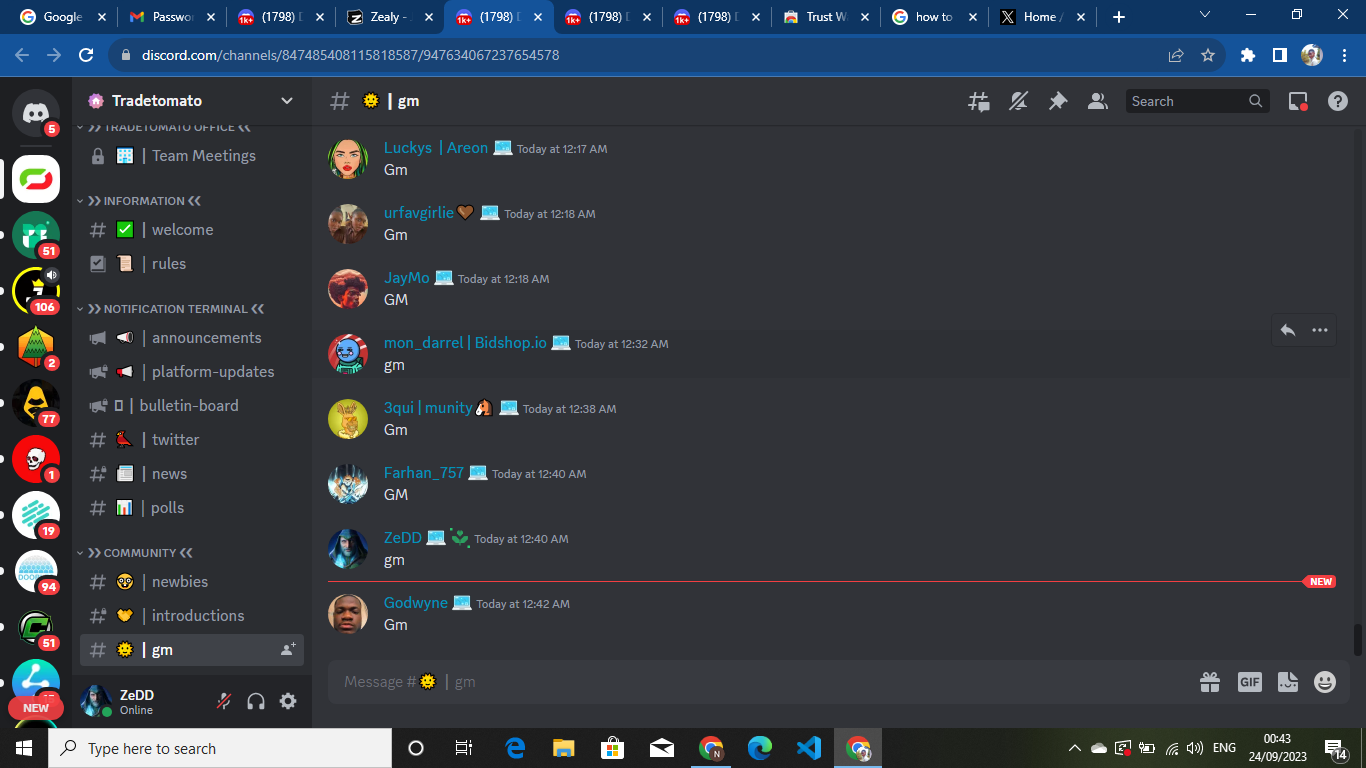 Google
Passwor
(1798) D
Zealy -
(1798) D
(1798) D
(1798) D
Trust W
how to
Home /
discord.com/channels/847485408115818587/947634067237654578
5
51
106
2
77
1
19
94
51
NEW
Tradetomato
TRADETOMATO OFFICE
| Team Meetings
INFORMATION
| welcome
| rules
NOTIFICATION TERMINAL
| announcements
| platform-updates
| bulletin-board
| twitter
| news
| polls
COMMUNITY
| newbies
| introductions
| gm
ZeDD
Online
| gm
Search
Luckys | Areon Today at 12:17 AM
Gm
urfavgirlie Today at 12:18 AM
Gm
JayMo Today at 12:18 AM
GM
mon_darrel | Bidshop.io Today at 12:32 AM
gm
3qui | munity Today at 12:38 AM
Gm
Farhan_757 Today at 12:40 AM
GM
ZeDD Today at 12:40 AM
gm
NEW
Godwyne Today at 12:42 AM
Gm
Message # | gm
GIF
Type here to search
ENG
00:43
24/09/2023
14